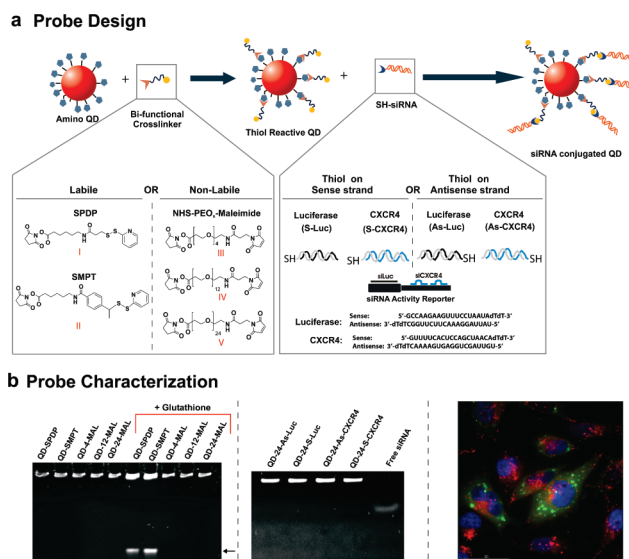 a Probe Design
Amino QD
+
Bi-functional
Crosslinker
Thiol Reactive QD
+
SH-siRNA
siRNA conjugated QD
Labile OR Non-Labile
SPDP
I
SMPT
II
NHS-PEOx-Maleimide
4
III
12
IV
24
V
Thiol on
Sense strand
OR
Thiol on
Antisense strand
Luciferase
(S-Luc)
CXCR4
(S-CXCR4)
Luciferase
(As-Luc)
CXCR4
(As-CXCR4)
SH SH SH SH
siLuc siCXCR4
siRNA Activity Reporter
Luciferase: Sense: 5'-GCCAAGAAGUUUCCUAAUAdTdT-3'
Antisense: 3'-dTdTCGGUUCUUCAAAGGAUUAU-5'
CXCR4: Sense: 5'-GUUUUCACUCCAGCUAACAdTdT-3'
Antisense: 3'-dTdTCAAAAGUGAGGUCGAUUGU-5'
b Probe Characterization
+ Glutathione
QD-SPDP
QD-SMPT
QD-4-MAL
QD-12-MAL
QD-24-MAL
QD-SPDP
QD-SMPT
QD-4-MAL
QD-12-MAL
QD-24-MAL
QD-24-As-Luc
QD-24-S-Luc
QD-24-As-CXCR4
QD-24-S-CXCR4
Free siRNA